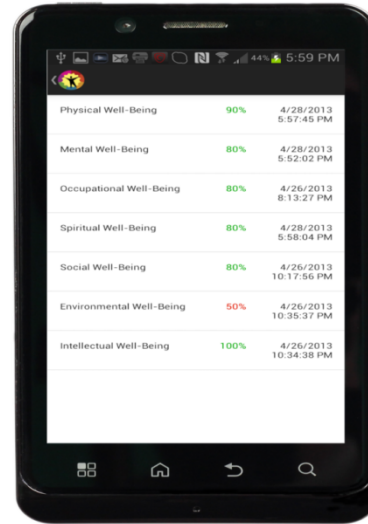 44% 5:59 PM
Physical Well-Being 90% 4/28/2013
5:57:45 PM
Mental Well-Being 80% 4/28/2013
5:52:02 PM
Occupational Well-Being 80% 4/26/2013
8:13:27 PM
Spiritual Well-Being 80% 4/28/2013
5:58:04 PM
Social Well-Being 80% 4/26/2013
10:17:56 PM
Environmental Well-Being 50% 4/26/2013
10:35:37 PM
Intellectual Well-Being 100% 4/26/2013
10:34:38 PM